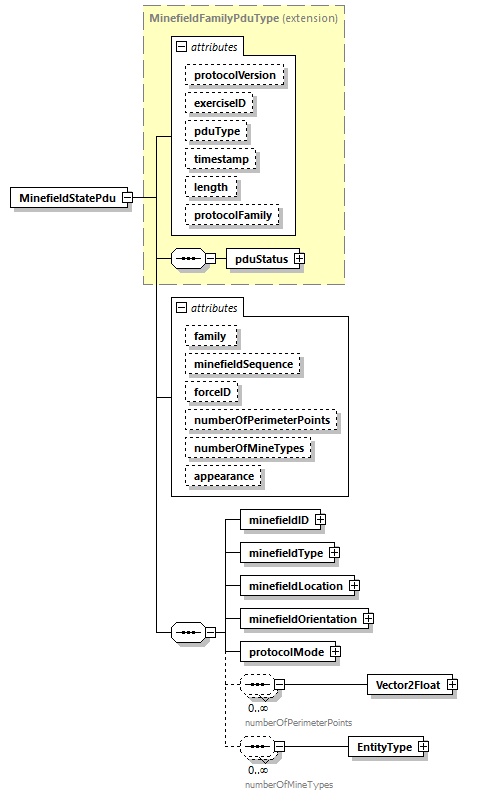 MinefieldFamilyPduType (extension)
attributes
protocolVersion
exerciseID
pduType
timestamp
length
protocolFamily
MinefieldStatePdu
pduStatus
attributes
family
minefieldSequence
forceID
numberOfPerimeterPoints
numberOfMineTypes
appearance
minefieldID
minefieldType
minefieldLocation
minefieldOrientation
protocolMode
Vector2Float
0..∞
numberOfPerimeterPoints
EntityType
0..∞
numberOfMineTypes